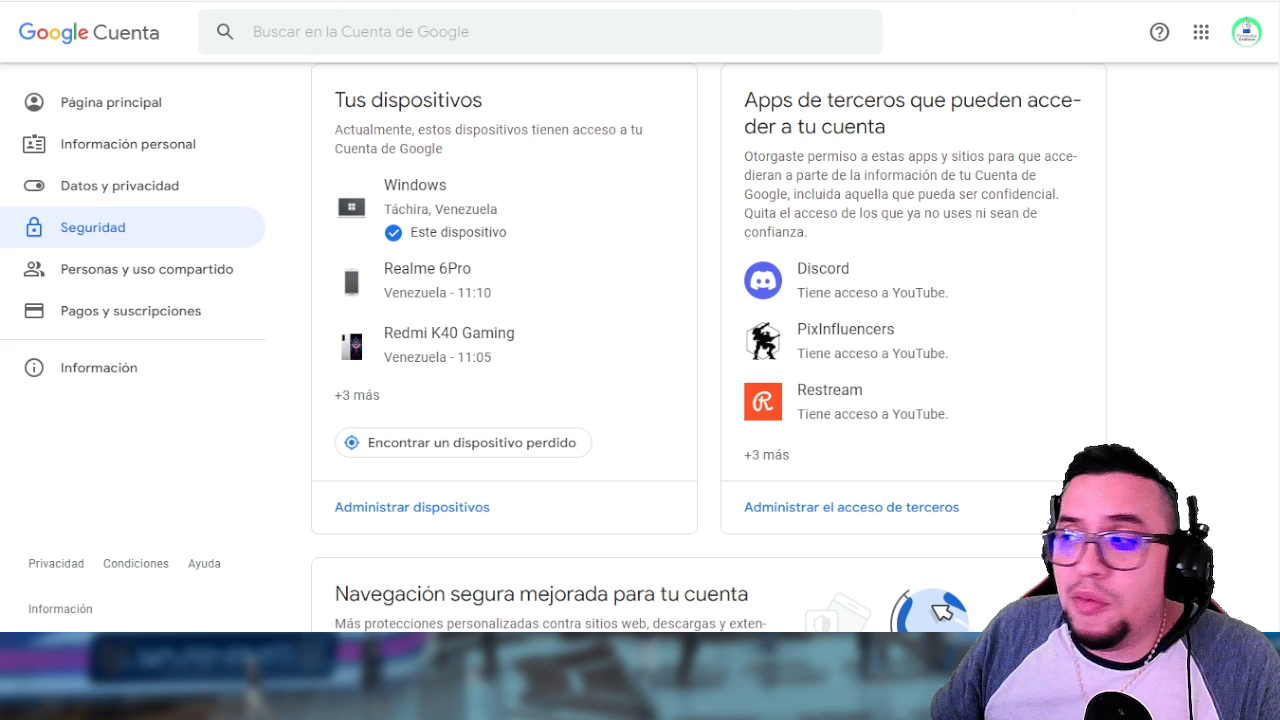 Google Cuenta
Buscar en la Cuenta de Google
Página principal
Información personal
Datos y privacidad
Seguridad
Personas y uso compartido
Pagos y suscripciones
Información
Privacidad Condiciones Ayuda
Información
Tus dispositivos
Actualmente, estos dispositivos tienen acceso a tu
Cuenta de Google
Windows
Táchira, Venezuela
Este dispositivo
Realme 6Pro
Venezuela - 11:10
Redmi K40 Gaming
Venezuela - 11:05
+3 más
Encontrar un dispositivo perdido
Administrar dispositivos
Apps de terceros que pueden acce-
der a tu cuenta
Otorgaste permiso a estas apps y sitios para que acce-
dieran a parte de la información de tu Cuenta de
Google, incluida aquella que pueda ser confidencial.
Quita el acceso de los que ya no uses ni sean de
confianza.
Discord
Tiene acceso a YouTube.
PixInfluencers
Tiene acceso a YouTube.
Restream
Tiene acceso a YouTube.
+3 más
Administrar el acceso de terceros
Navegación segura mejorada para tu cuenta
Más protecciones personalizadas contra sitios web, descargas y exten-